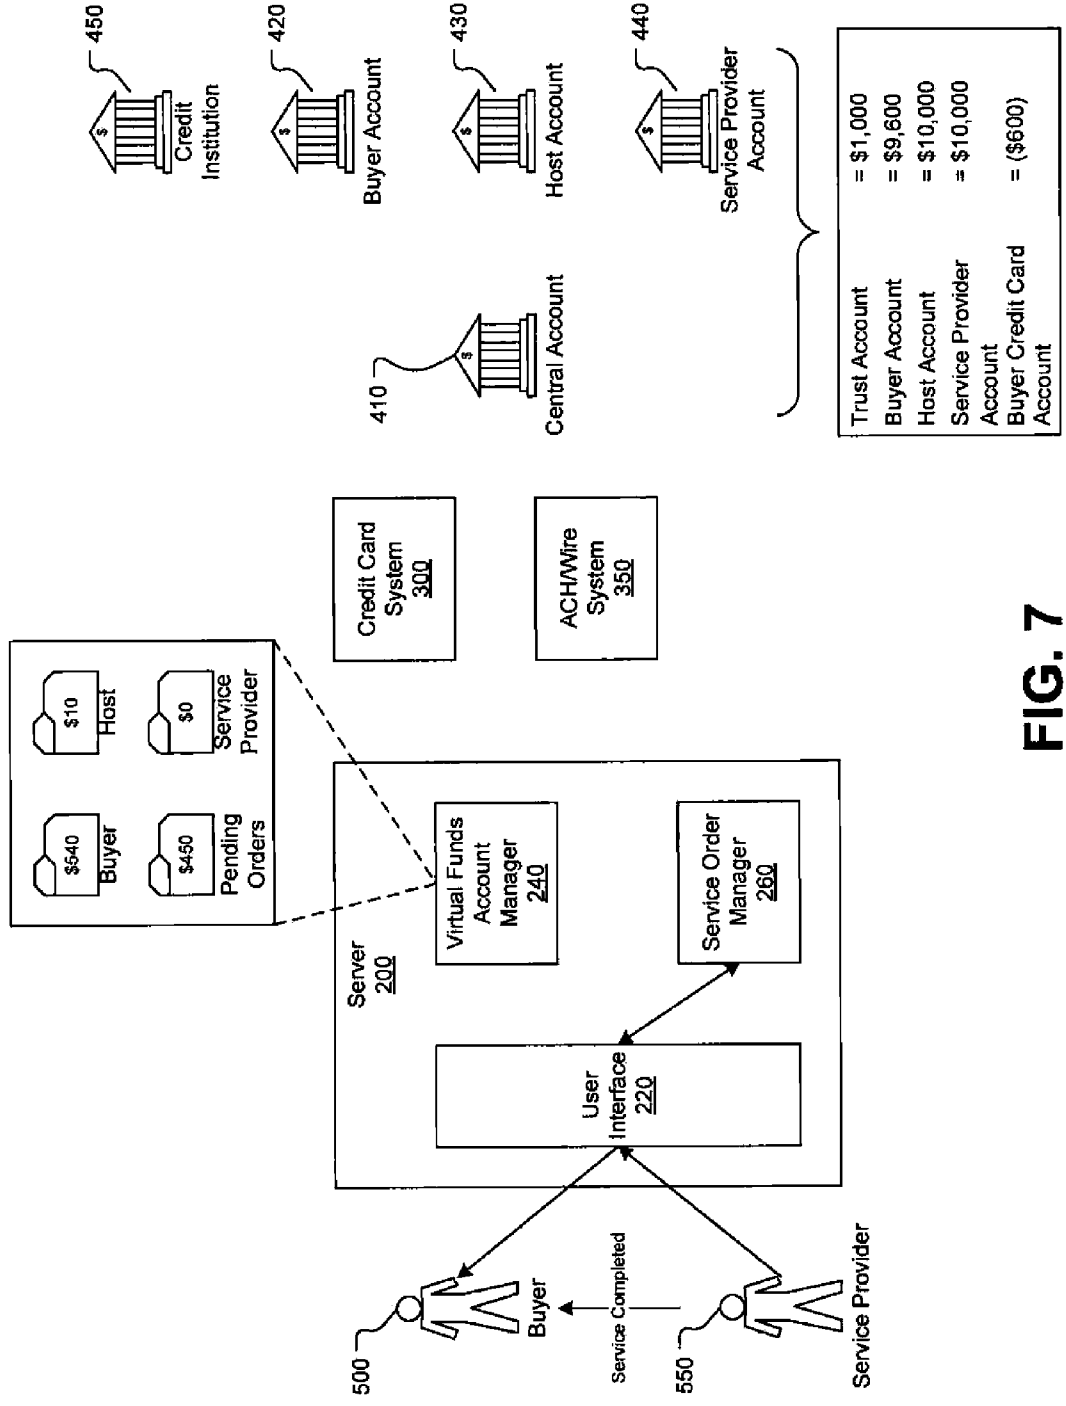 $540
Buyer
$10
Host
$450
Pending
Orders
$0
Service
Provider
500
Buyer
Service Completed
550
Service Provider
Server
200
User
Interface
220
Virtual Funds
Account
Manager
240
Service Order
Manager
260
Credit Card
System
300
ACH/Wire
System
350
410
$
Central Account
450
$
Credit
Institution
420
$
Buyer Account
430
$
Host Account
440
$
Service Provider
Account
Trust Account = $1,000
Buyer Account = $9,600
Host Account = $10,000
Service Provider = $10,000
Account
Buyer Credit Card = ($600)
Account
FIG. 7